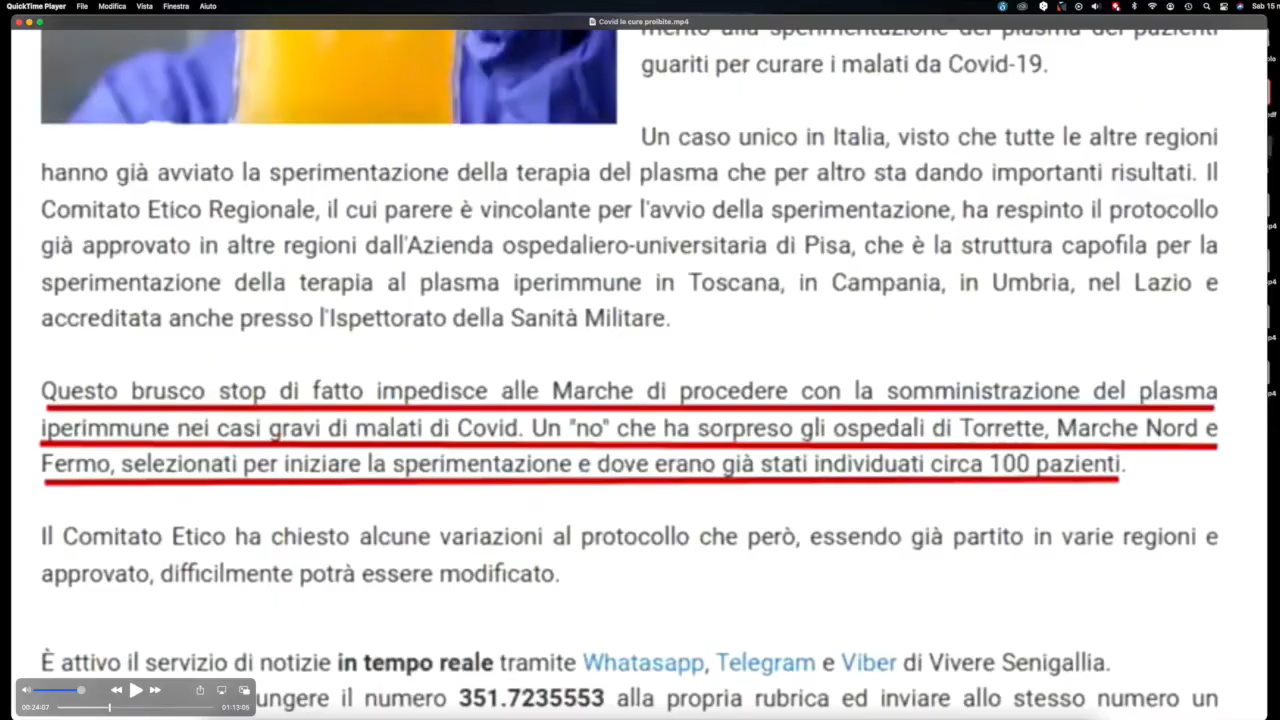 QuickTime Player File Modifica Vista Finestra Aiuto
Covid le cure proibite.mp4
merito alla sperimentazione del plasma dei pazienti
guariti per curare i malati da Covid-19.
Un caso unico in Italia, visto che tutte le altre regioni
hanno già avviato la sperimentazione della terapia del plasma che per altro sta dando importanti risultati. Il
Comitato Etico Regionale, il cui parere è vincolante per l'avvio della sperimentazione, ha respinto il protocollo
già approvato in altre regioni dall'Azienda ospedaliero-universitaria di Pisa, che è la struttura capofila per la
sperimentazione della terapia al plasma iperimmune in Toscana, in Campania, in Umbria, nel Lazio e
accreditata anche presso l'Ispettorato della Sanità Militare.
Questo brusco stop di fatto impedisce alle Marche di procedere con la somministrazione del plasma
iperimmune nei casi gravi di malati di Covid. Un "no" che ha sorpreso gli ospedali di Torrette, Marche Nord e
Fermo, selezionati per iniziare la sperimentazione e dove erano già stati individuati circa 100 pazienti.
Il Comitato Etico ha chiesto alcune variazioni al protocollo che però, essendo già partito in varie regioni e
approvato, difficilmente potrà essere modificato.
È attivo il servizio di notizie in tempo reale tramite Whatasapp, Telegram e Viber di Vivere Senigallia.
ungere il numero 351.7235553 alla propria rubrica ed inviare allo stesso numero un
00:24:07 01:13:05